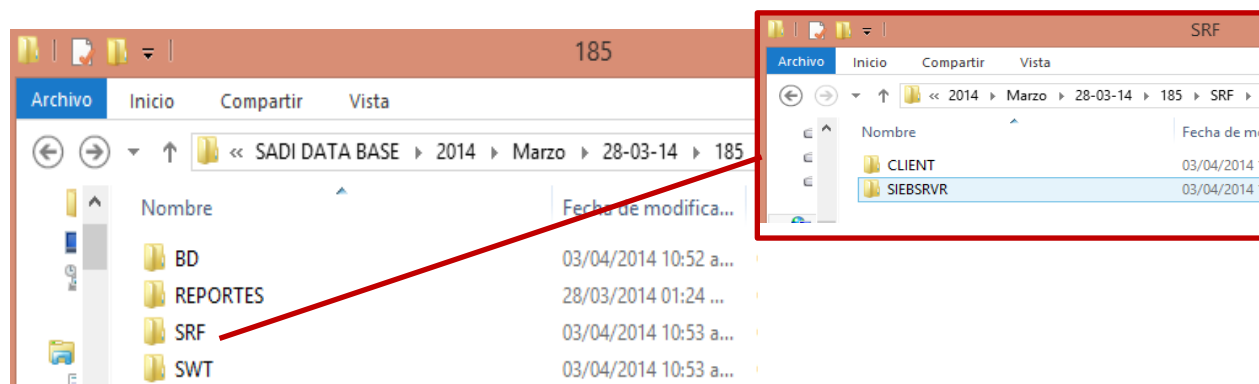 185
Archivo Inicio Compartir Vista
« SADI DATA BASE 2014 Marzo 28-03-14 185
Nombre Fecha de modifica...
BD 03/04/2014 10:52 a...
REPORTES 28/03/2014 01:24 ...
SRF 03/04/2014 10:53 a...
SWT 03/04/2014 10:53 a...
SRF
Archivo Inicio Compartir Vista
« 2014 Marzo 28-03-14 185 SRF
Nombre Fecha de m
CLIENT 03/04/2014
SIEBSRVR 03/04/2014